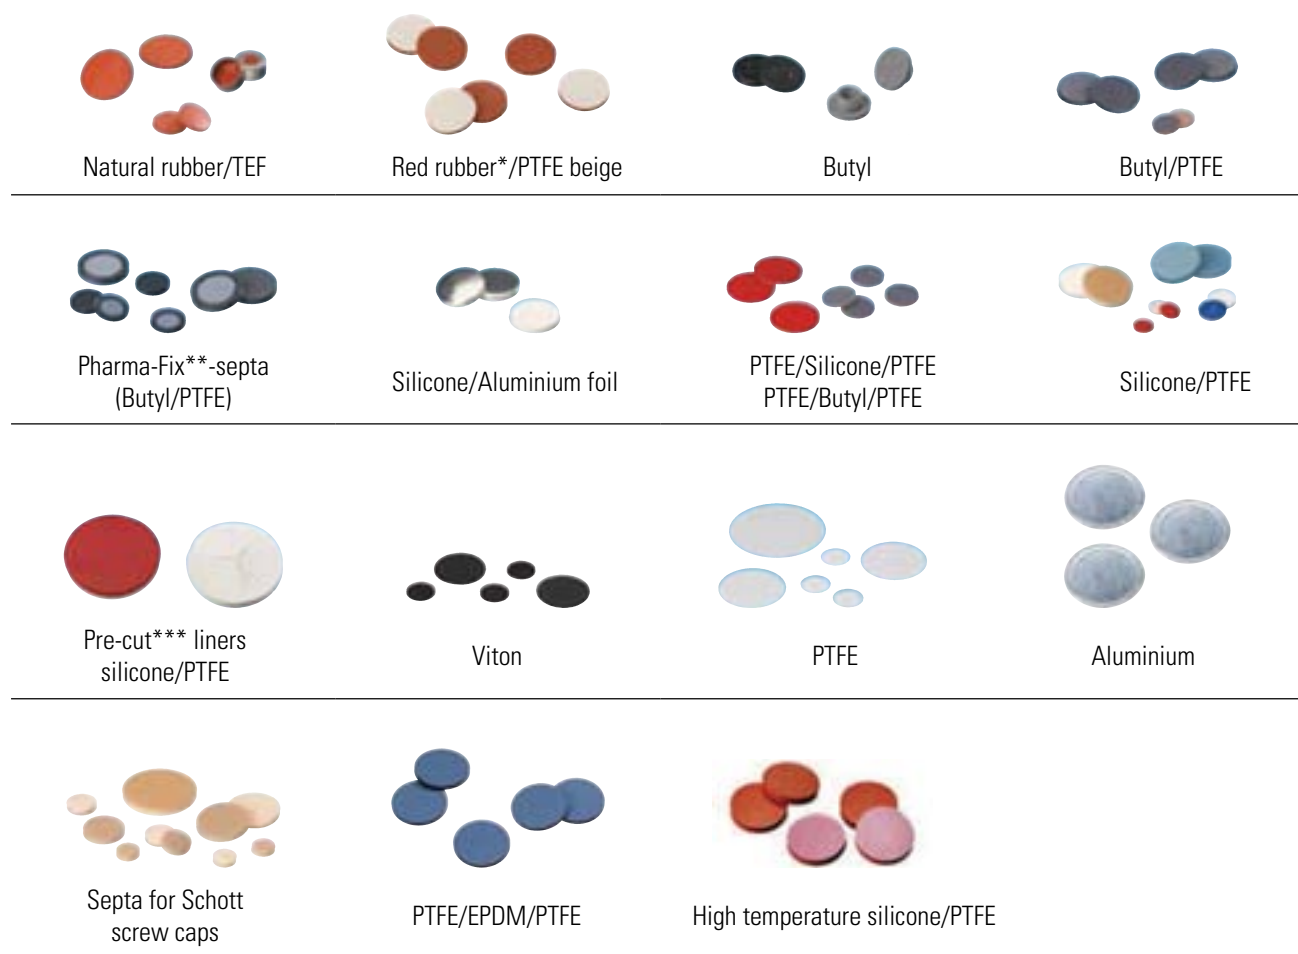 Natural rubber/TEF
Red rubber*/PTFE beige
Butyl
Butyl/PTFE
Pharma-Fix**-septa
(Butyl/PTFE)
Silicone/Aluminium foil
PTFE/Silicone/PTFE
PTFE/Butyl/PTFE
Silicone/PTFE
Pre-cut*** liners
silicone/PTFE
Viton
PTFE
Aluminium
Septa for Schott
screw caps
PTFE/EPDM/PTFE
High temperature silicone/PTFE